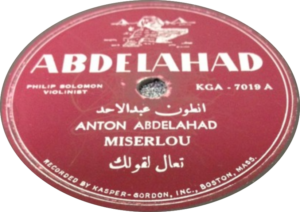 ABDELAHAD
PHILIP SOLOMON
VIOLINIST
KGA - 7019 A
انطون عبدالاحد
ANTON ABDELAHAD
MISERLOU
تعال لقولك
RECORDED BY KASPER-GORDON, INC., BOSTON, MASS.